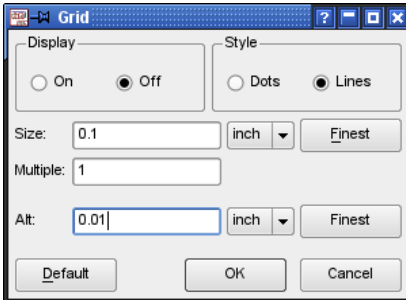 Grid
Display Style
On Off Dots Lines
Size: 0.1 inch Finest
Multiple: 1
Alt: 0.01 inch Finest
Default OK Cancel